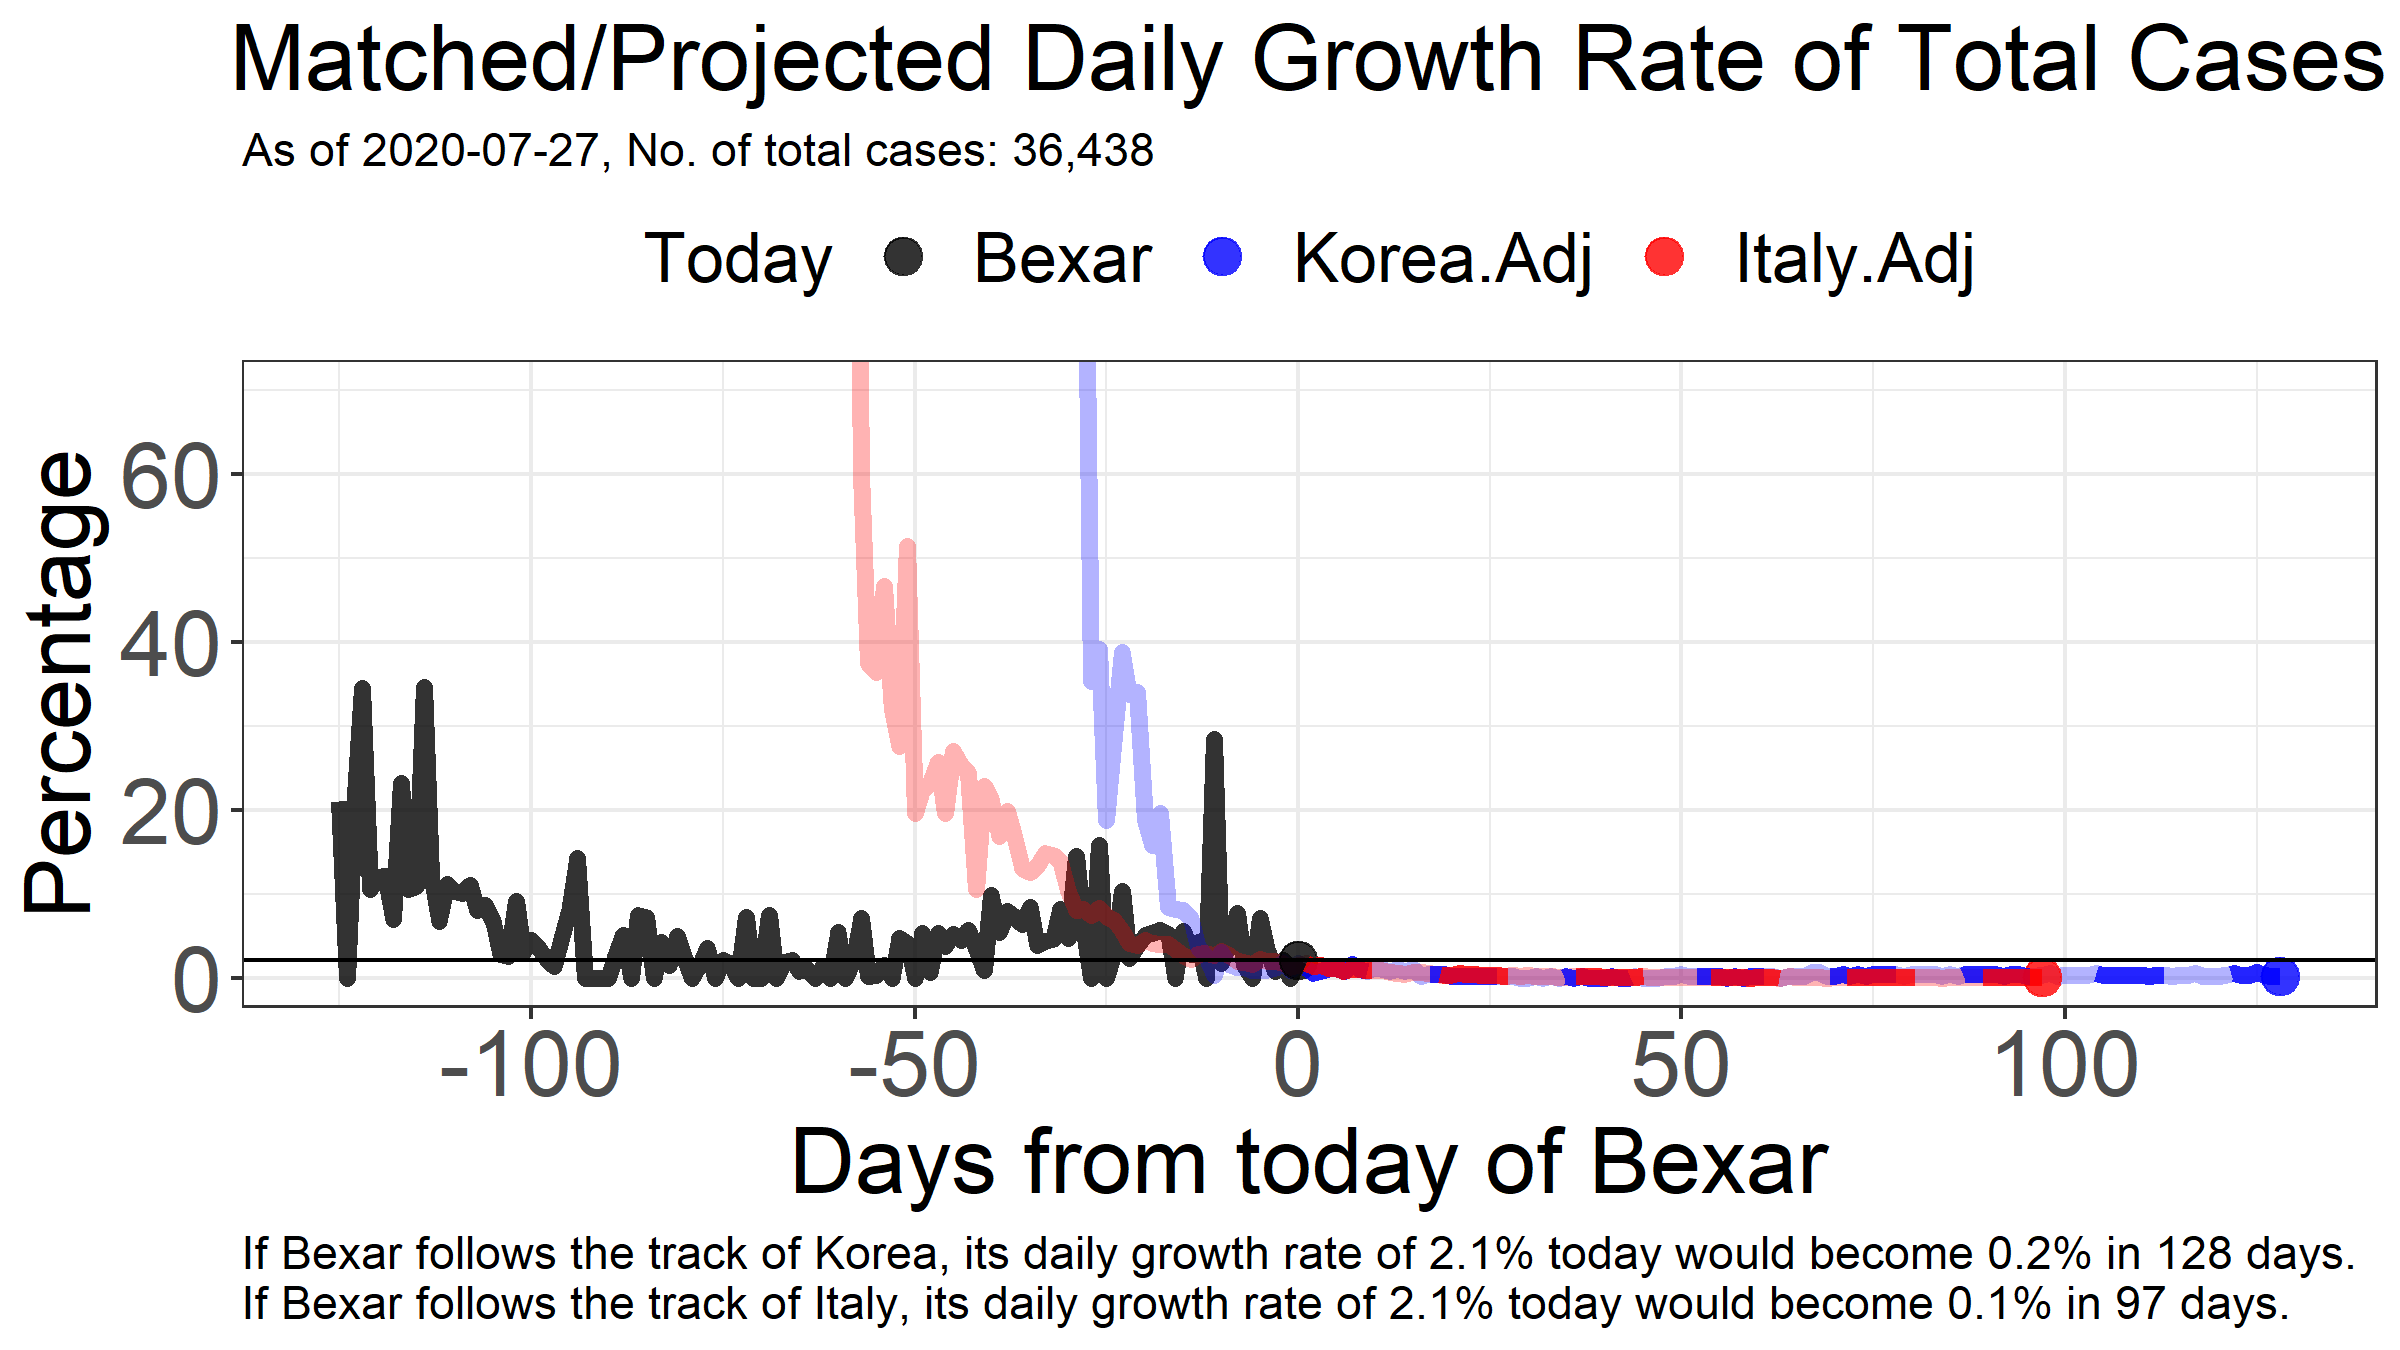 Matched/Projected Daily Growth Rate of Total Cases
As of 2020-07-27, No. of total cases: 36,438
Today Bexar Korea.Adj Italy.Adj
Percentage
60
40
20
0
-100 -50 0 50 100
Days from today of Bexar
If Bexar follows the track of Korea, its daily growth rate of 2.1% today would become 0.2% in 128 days.
If Bexar follows the track of Italy, its daily growth rate of 2.1% today would become 0.1% in 97 days.